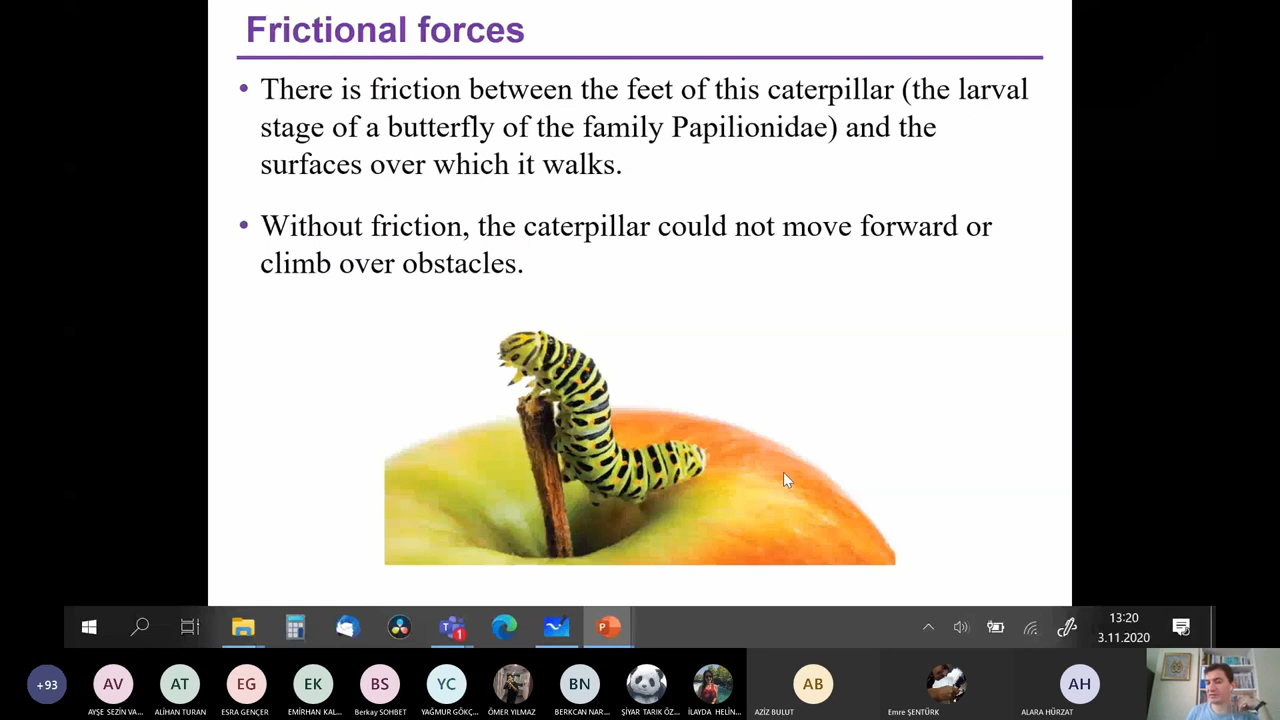 Frictional forces
• There is friction between the feet of this caterpillar (the larval
stage of a butterfly of the family Papilionidae) and the
surfaces over which it walks.
• Without friction, the caterpillar could not move forward or
climb over obstacles.
13:20
3.11.2020
+93 AV AT EG EK BS YC BN AB AH
AYŞE SEZİN VA... ALİHAN TURAN ESRA GENÇER EMİRHAN KAL... Berkay SOHBET YAĞMUR GÖKÇ... ÖMER YILMAZ BERKCAN NAR... ŞİYAR TARIK ÖZ... İLAYDA HELİN... AZİZ BULUT Emre ŞENTÜRK ALARA HÜRZAT